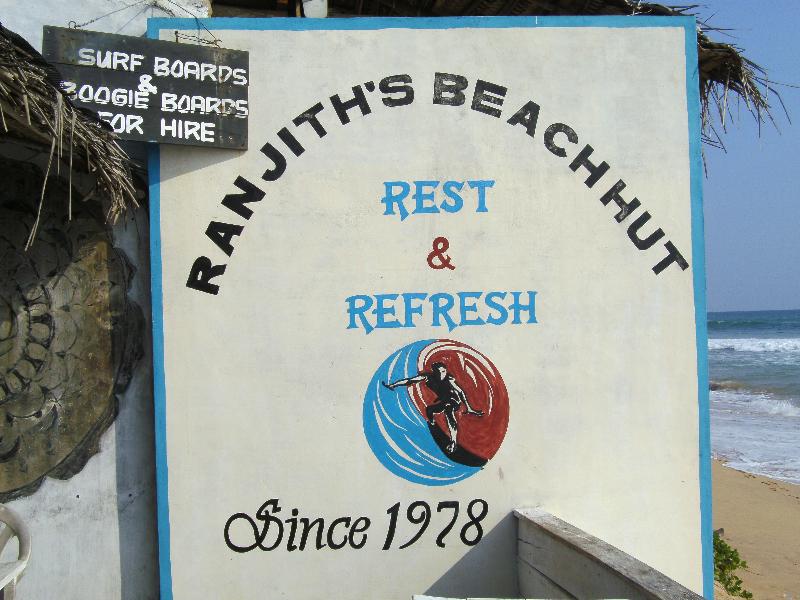 SURF BOARDS
&
BOOGIE BOARDS
FOR HIRE
RANJITH'S BEACH HUT
REST
&
REFRESH
Since 1978